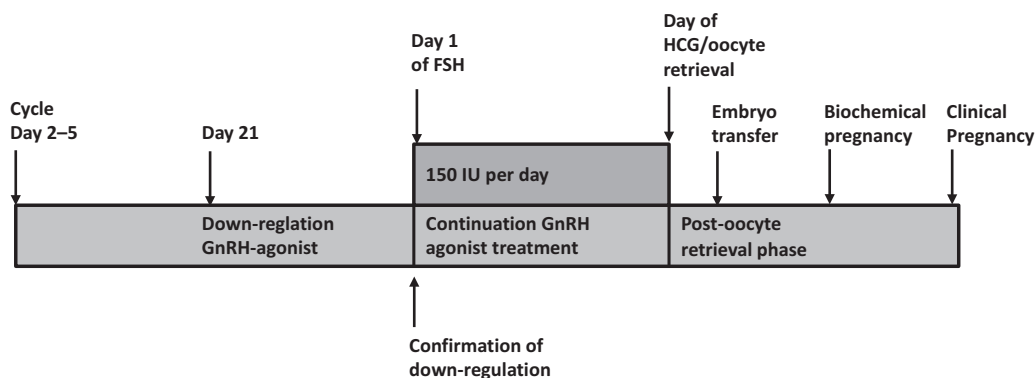 Day 1
of FSH
Day of
HCG/oocyte
retrieval
Cycle
Day 2–5
Day 21
Embryo
transfer
Biochemical
pregnancy
Clinical
Pregnancy
150 IU per day
Down-reglation
GnRH-agonist
Continuation GnRH
agonist treatment
Post-oocyte
retrieval phase
Confirmation of
down-regulation